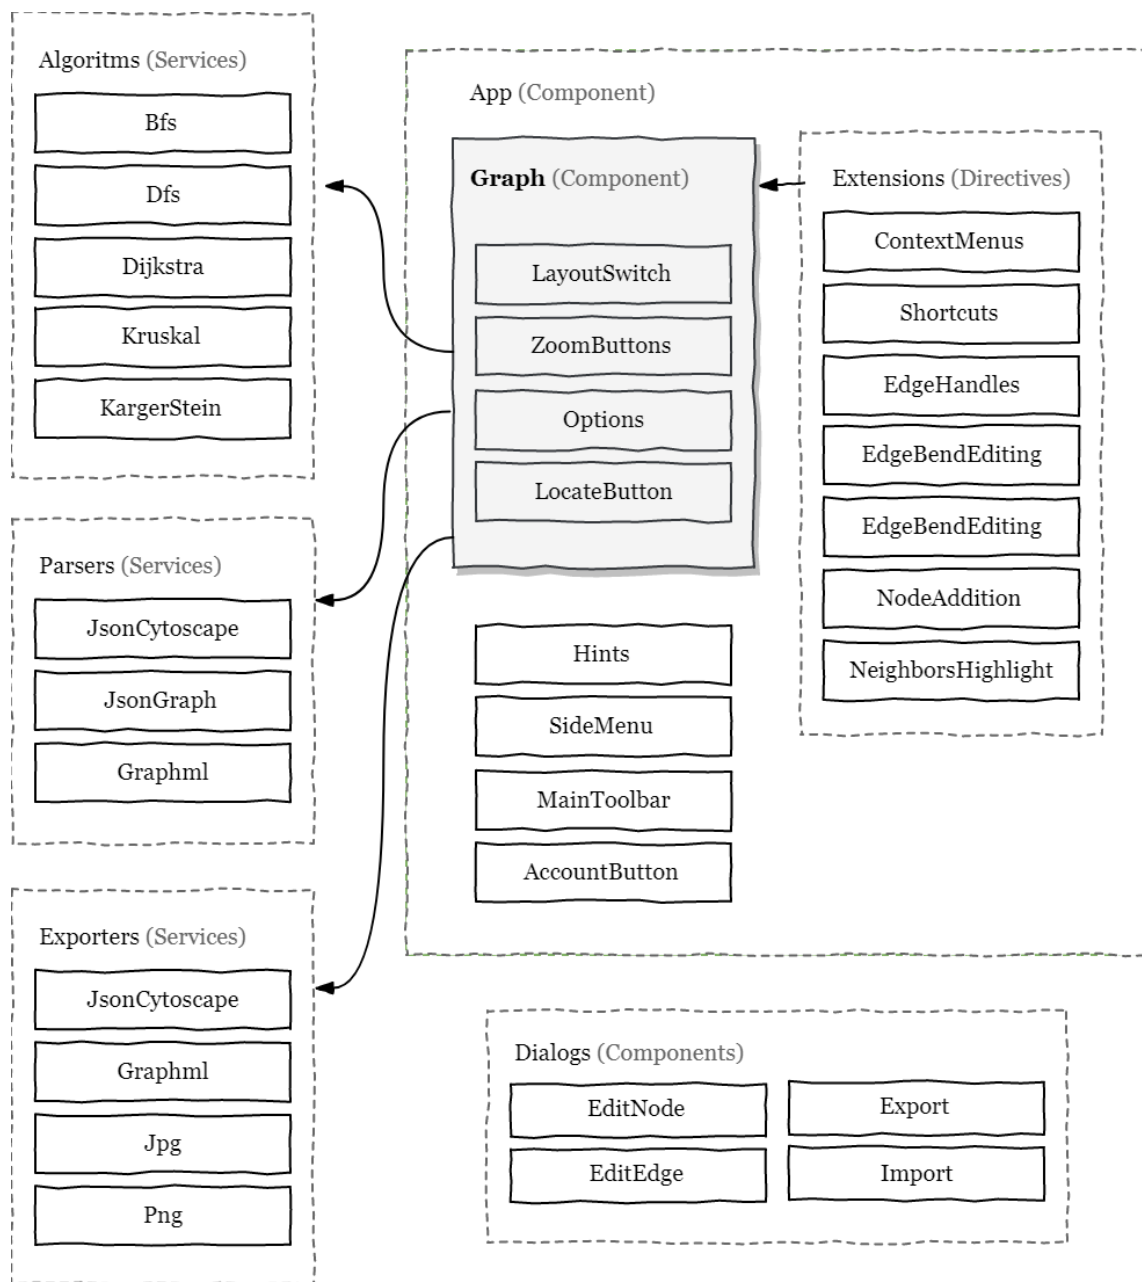 Algoritms (Services)
Bfs
Dfs
Dijkstra
Kruskal
KargerStein
Parsers (Services)
JsonCytoscape
JsonGraph
Graphml
Exporters (Services)
JsonCytoscape
Graphml
Jpg
Png
App (Component)
Graph (Component)
LayoutSwitch
ZoomButtons
Options
LocateButton
Hints
SideMenu
MainToolbar
AccountButton
Extensions (Directives)
ContextMenus
Shortcuts
EdgeHandles
EdgeBendEditing
EdgeBendEditing
NodeAddition
NeighborsHighlight
Dialogs (Components)
EditNode
Export
EditEdge
Import